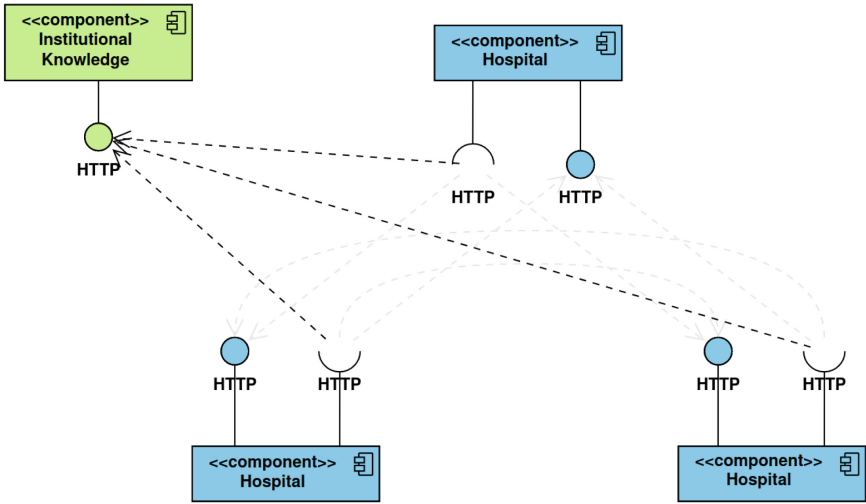 <<component>>
Institutional
Knowledge
<<component>>
Hospital
HTTP
HTTP
HTTP
HTTP
HTTP
HTTP
HTTP
<<component>>
Hospital
<<component>>
Hospital